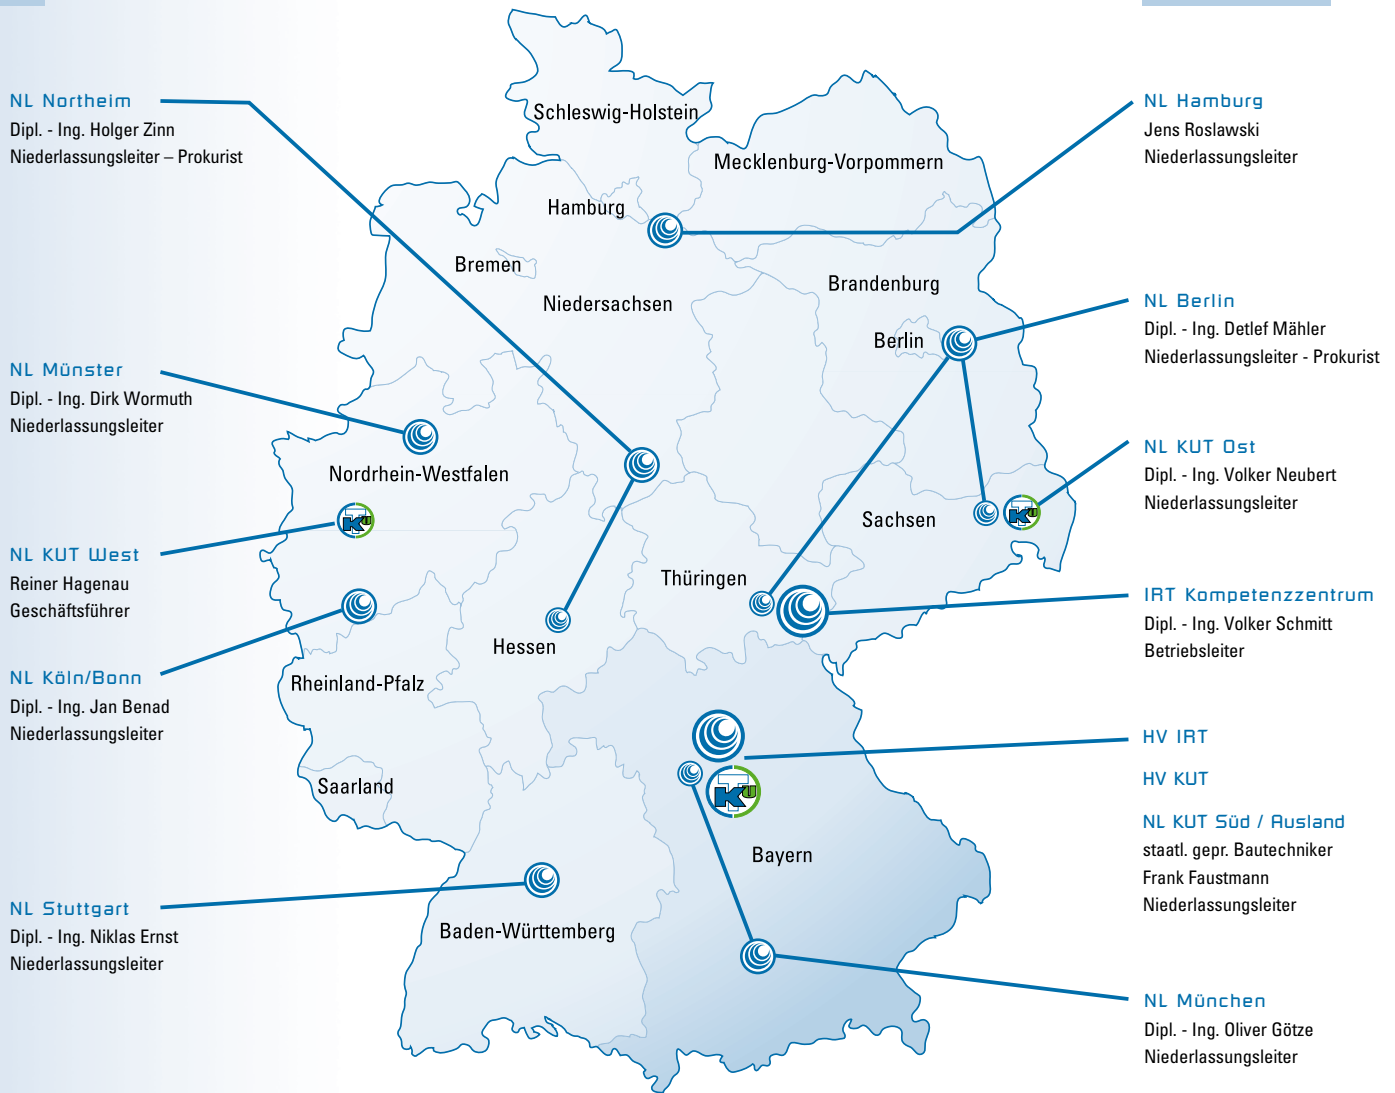 NL Northeim
Dipl. - Ing. Holger Zinn
Niederlassungsleiter – Prokurist
NL Münster
Dipl. - Ing. Dirk Wormuth
Niederlassungsleiter
NL KUT West
Reiner Hagenau
Geschäftsführer
NL Köln/Bonn
Dipl. - Ing. Jan Benad
Niederlassungsleiter
NL Stuttgart
Dipl. - Ing. Niklas Ernst
Niederlassungsleiter
Schleswig-Holstein
Mecklenburg-Vorpommern
Hamburg
Bremen
Niedersachsen
Brandenburg
Berlin
Nordrhein-Westfalen
Sachsen
Thüringen
Hessen
Rheinland-Pfalz
Saarland
Bayern
Baden-Württemberg
KUT
KUT
KUT
NL Hamburg
Jens Roslawski
Niederlassungsleiter
NL Berlin
Dipl. - Ing. Detlef Mähler
Niederlassungsleiter - Prokurist
NL KUT Ost
Dipl. - Ing. Volker Neubert
Niederlassungsleiter
IRT Kompetenzzentrum
Dipl. - Ing. Volker Schmitt
Betriebsleiter
HV IRT
HV KUT
NL KUT Süd / Ausland
staatl. gepr. Bautechniker
Frank Faustmann
Niederlassungsleiter
NL München
Dipl. - Ing. Oliver Götze
Niederlassungsleiter